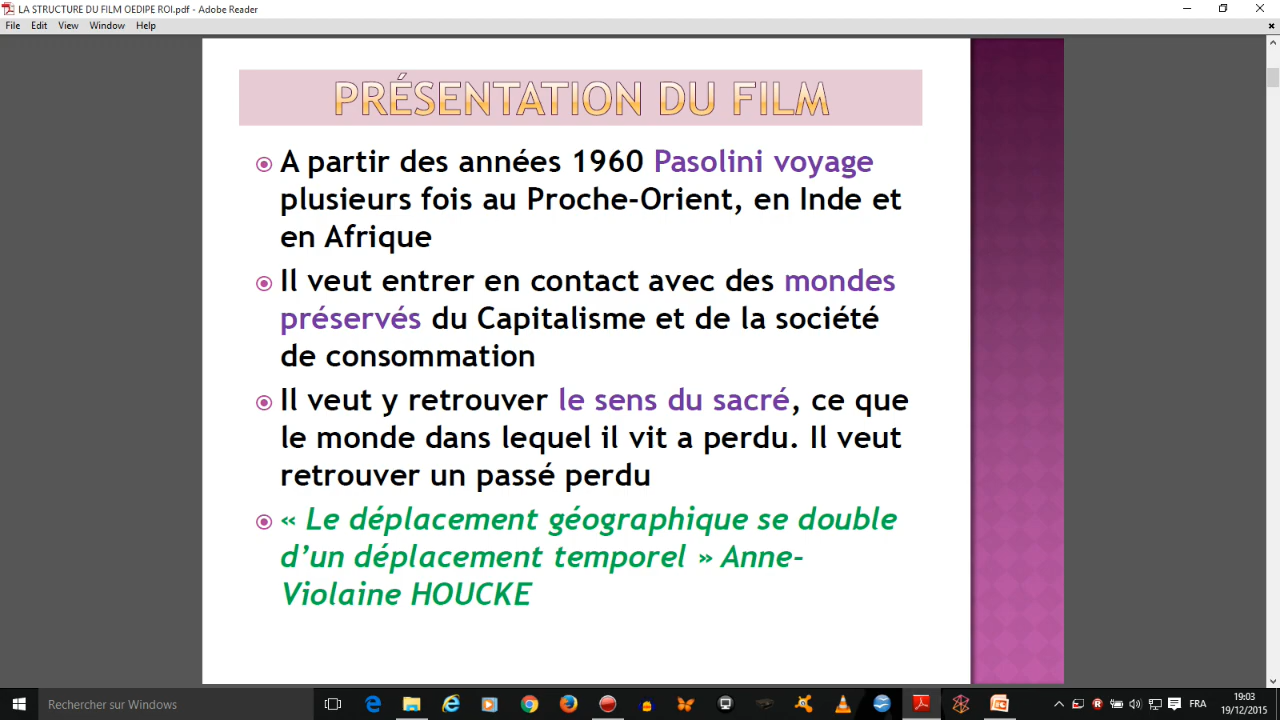 LA STRUCTURE DU FILM OEDIPE ROI.pdf - Adobe Reader
File Edit View Window Help
PRÉSENTATION DU FILM
A partir des années 1960 Pasolini voyage
plusieurs fois au Proche-Orient, en Inde et
en Afrique
Il veut entrer en contact avec des mondes
préservés du Capitalisme et de la société
de consommation
Il veut y retrouver le sens du sacré, ce que
le monde dans lequel il vit a perdu. Il veut
retrouver un passé perdu
« Le déplacement géographique se double
d’un déplacement temporel » Anne-
Violaine HOUCKE
Rechercher sur Windows
FRA
19:03
19/12/2015